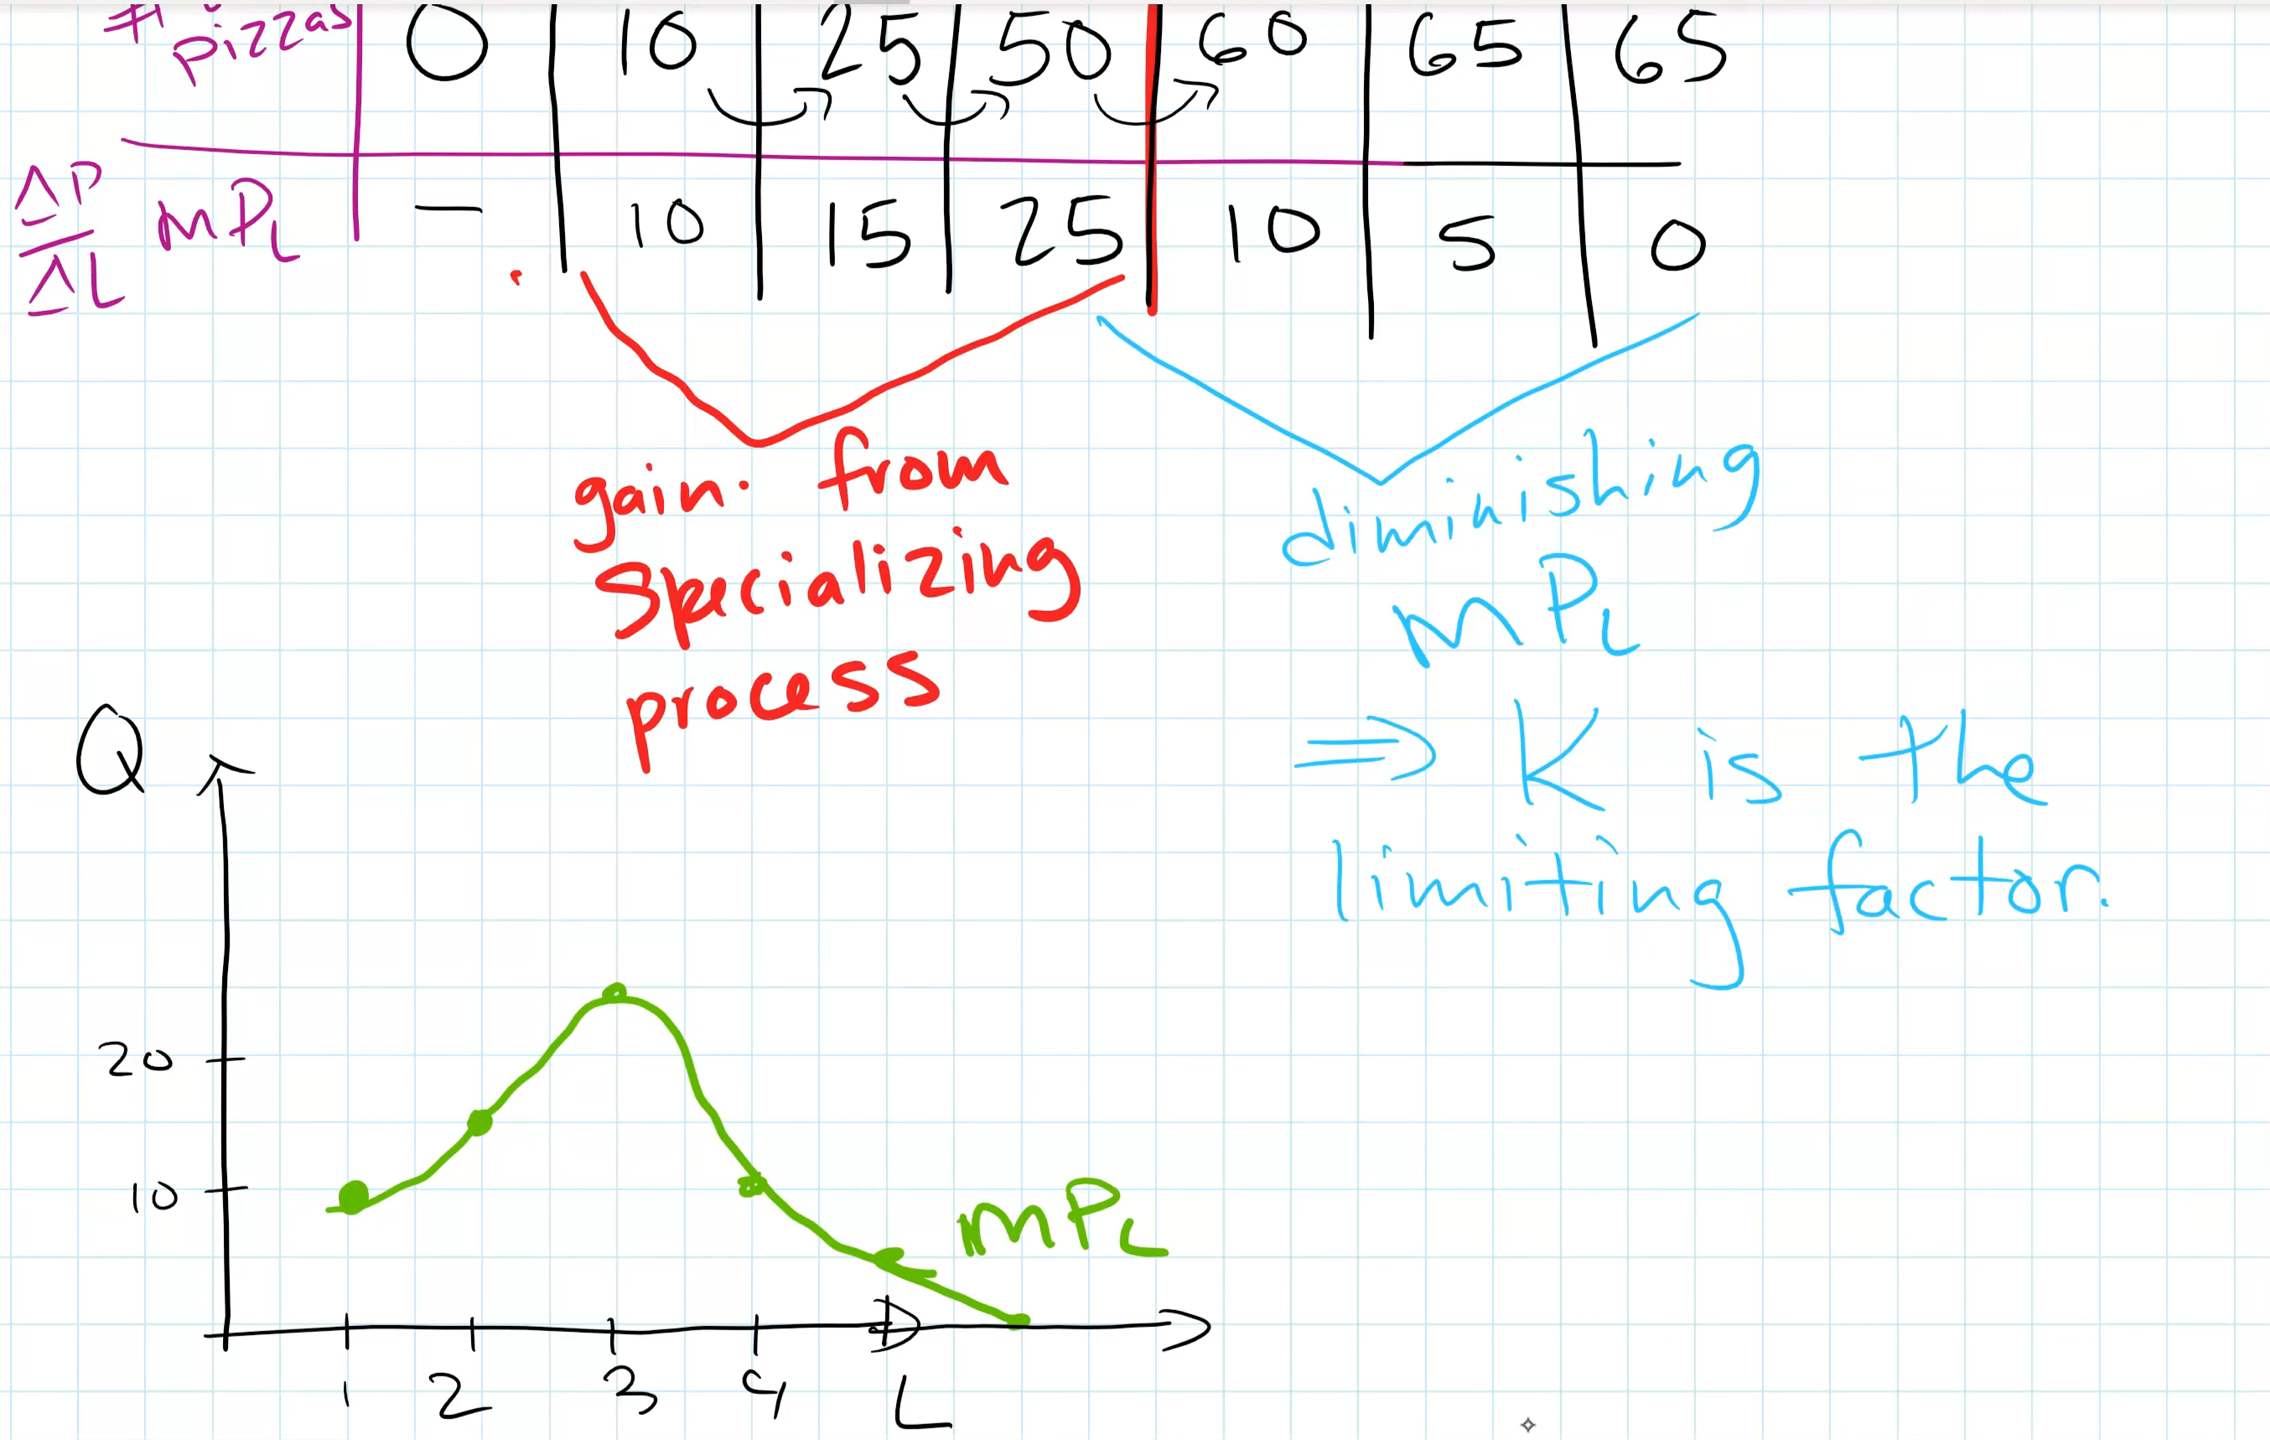 # pizzas 0 10 25 50 60 65 65
ΔP/ΔL MPL — 10 15 25 10 5 0
gain from
Specializing
process
diminishing
MPL
⇒ K is the
limiting factor.
Q
20
10
MPL
1 2 3 4 L